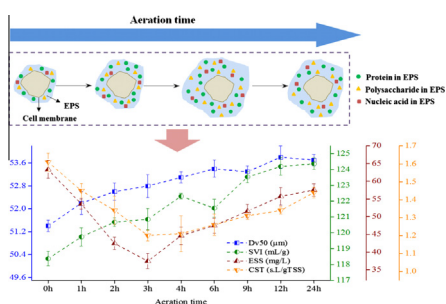 Aeration time
Protein in EPS
Polysaccharide in EPS
Nucleic acid in EPS
EPS
Cell membrane
53.6
52.8
52.0
51.2
50.4
49.6
Dv50 (μm)
SVI (mL/g)
ESS (mg/L)
CST (s.L/gTSS)
125
124
123
122
121
120
119
118
117
70
65
60
55
50
45
40
35
1.7
1.6
1.5
1.4
1.3
1.2
1.1
1.0
0h 1h 2h 3h 4h 6h 9h 12h 24h
Aeration time